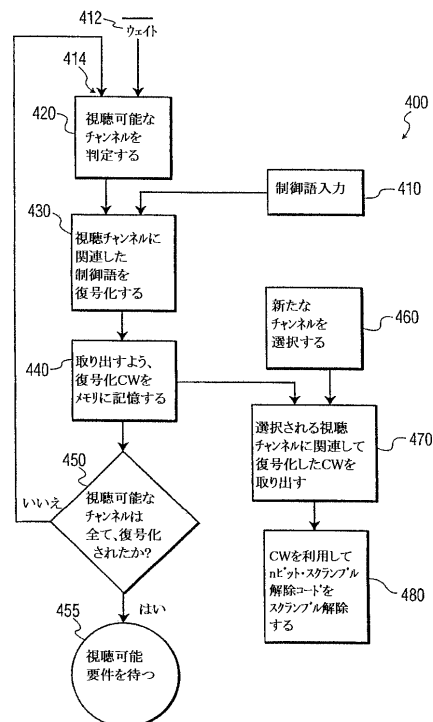 412
ウェイト
414
400
420
視聴可能な
チャンネルを
判定する
制御語入力
410
430
視聴チャンネルに
関連した
制御語を
復号化する
新たな
チャンネルを
選択する
460
440
取り出すよう、
復号化CWを
メモリに記憶する
選択される視聴
チャンネルに関連して
復号化したCWを
取り出す
470
450
いいえ
視聴可能な
チャンネルは
全て、復号化
されたか?
CWを利用して
nビット・スクランブル
解除コードを
スクランブル解除
する
480
はい
455
視聴可能
要件を待つ